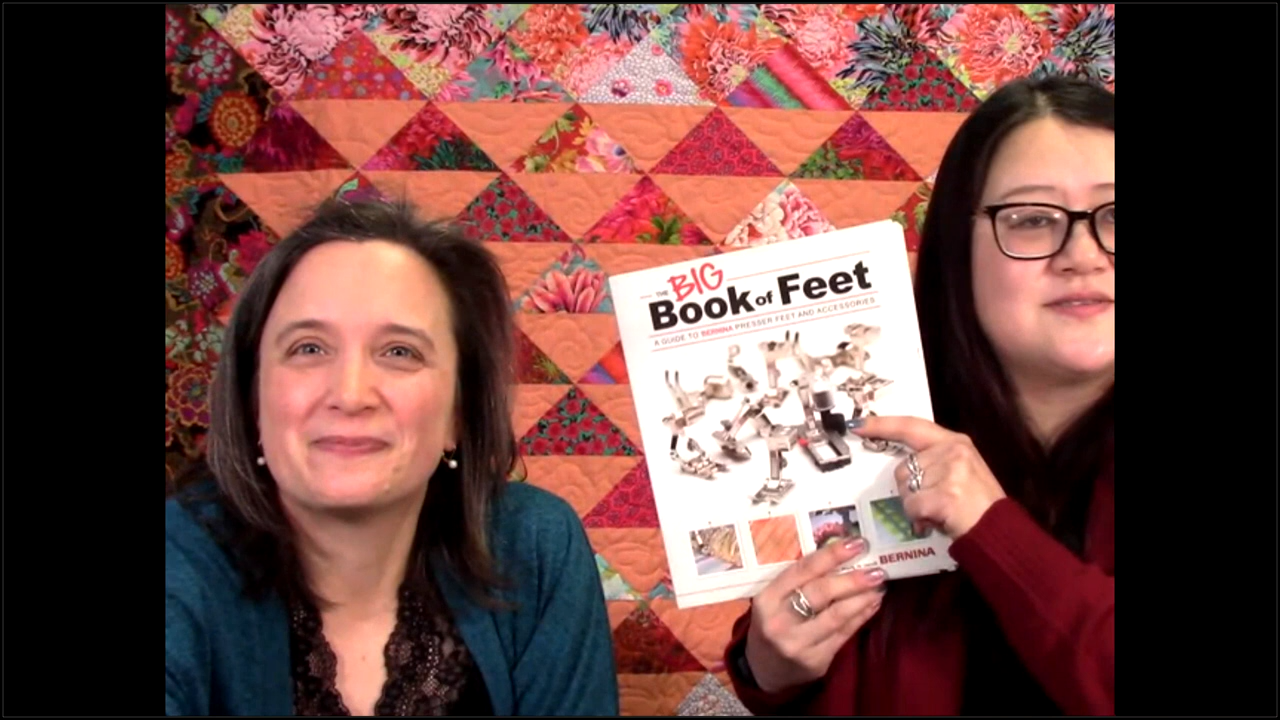 THE BIG
Book of Feet
A GUIDE TO BERNINA PRESSER FEET AND ACCESSORIES
BERNINA